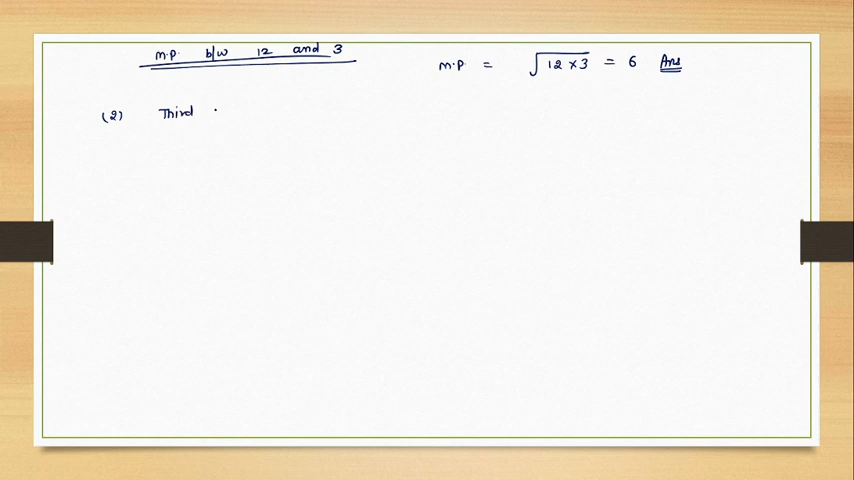 m.p. b/w 12 and 3
m.p = √12 × 3 = 6 Ans
(2) Third